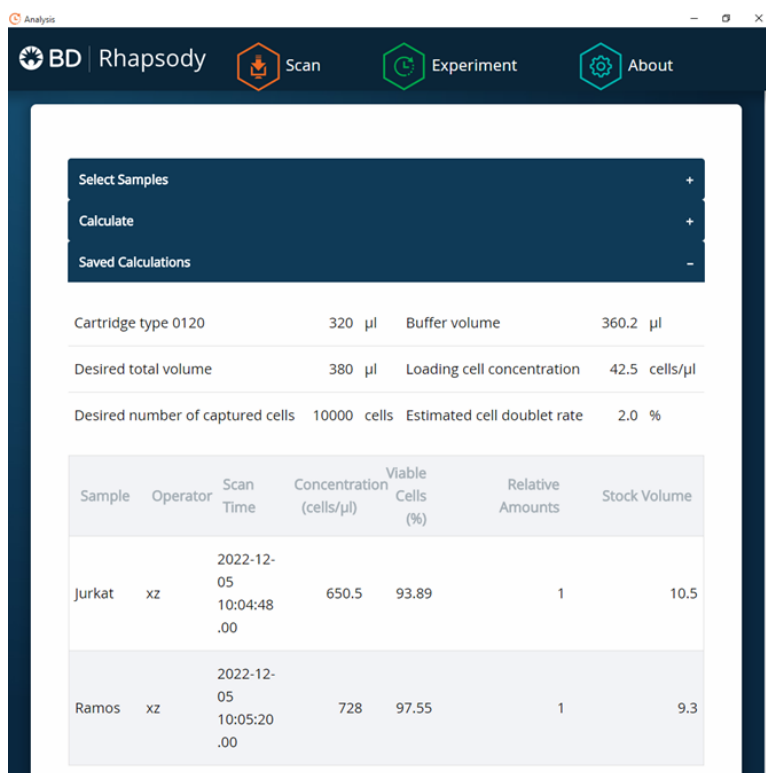 Analysis
BD Rhapsody Scan Experiment About
Select Samples +
Calculate +
Saved Calculations –
Cartridge type 0120 320 µl Buffer volume 360.2 µl
Desired total volume 380 µl Loading cell concentration 42.5 cells/µl
Desired number of captured cells 10000 cells Estimated cell doublet rate 2.0 %
Sample Operator Scan Time Concentration (cells/µl) Viable Cells (%) Relative Amounts Stock Volume
Jurkat xz 2022-12-05 10:04:48.00 650.5 93.89 1 10.5
Ramos xz 2022-12-05 10:05:20.00 728 97.55 1 9.3